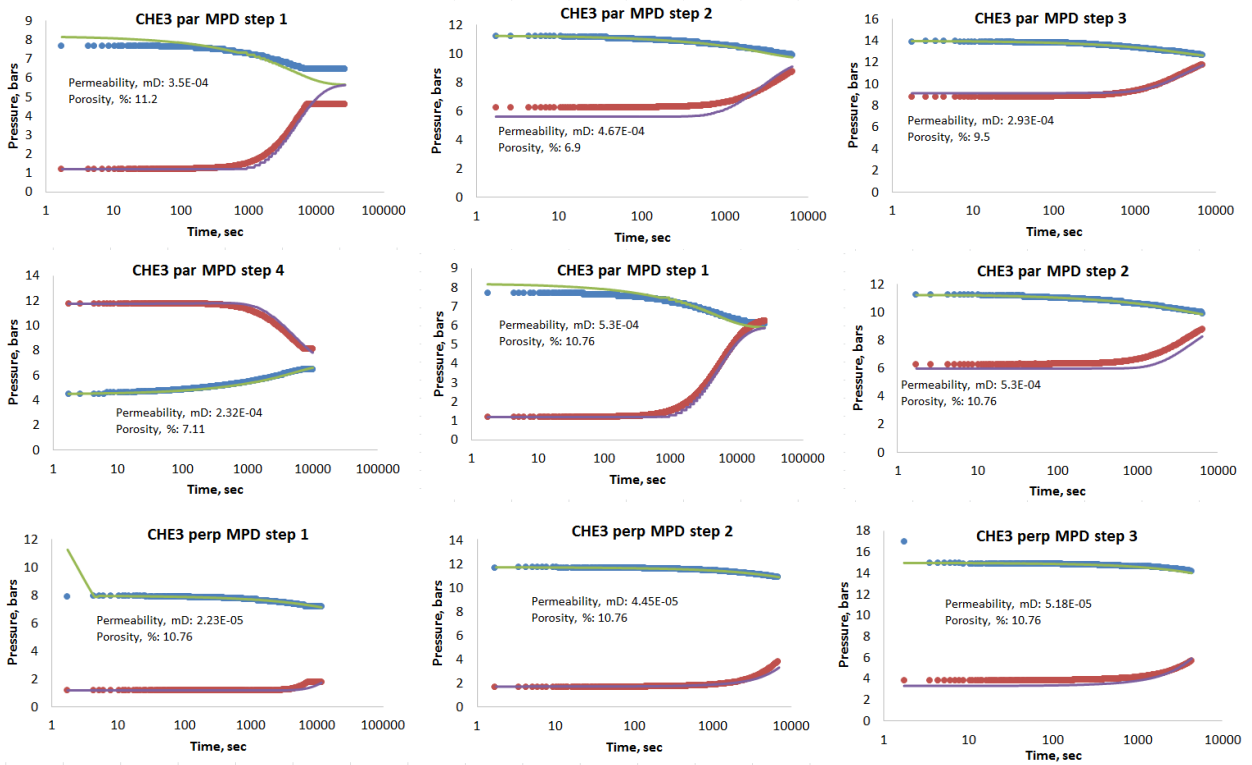 CHE3 par MPD step 1
9
8
7
6
5
4
3
2
1
0
Pressure, bars
Permeability, mD: 3.5E-04
Porosity, %: 11.2
1 10 100 1000 10000 100000
Time, sec
CHE3 par MPD step 2
12
10
8
6
4
2
0
Pressure, bars
Permeability, mD: 4.67E-04
Porosity, %: 6.9
1 10 100 1000 10000
Time, sec
CHE3 par MPD step 3
16
14
12
10
8
6
4
2
0
Pressure, bars
Permeability, mD: 2.93E-04
Porosity, %: 9.5
1 10 100 1000 10000
Time, sec
CHE3 par MPD step 4
14
12
10
8
6
4
2
0
Pressure, bars
Permeability, mD: 2.32E-04
Porosity, %: 7.11
1 10 100 1000 10000 100000
Time, sec
CHE3 par MPD step 1
9
8
7
6
5
4
3
2
1
0
Pressure, bars
Permeability, mD: 5.3E-04
Porosity, %: 10.76
1 10 100 1000 10000 100000
Time, sec
CHE3 par MPD step 2
12
10
8
6
4
2
0
Pressure, bars
Permeability, mD: 5.3E-04
Porosity, %: 10.76
1 10 100 1000 10000
Time, sec
CHE3 perp MPD step 1
12
10
8
6
4
2
0
Pressure, bars
Permeability, mD: 2.23E-05
Porosity, %: 10.76
1 10 100 1000 10000 100000
Time, sec
CHE3 perp MPD step 2
14
12
10
8
6
4
2
0
Pressure, bars
Permeability, mD: 4.45E-05
Porosity, %: 10.76
1 10 100 1000 10000
Time, sec
CHE3 perp MPD step 3
18
16
14
12
10
8
6
4
2
0
Pressure, bars
Permeability, mD: 5.18E-05
Porosity, %: 10.76
1 10 100 1000 10000
Time, sec